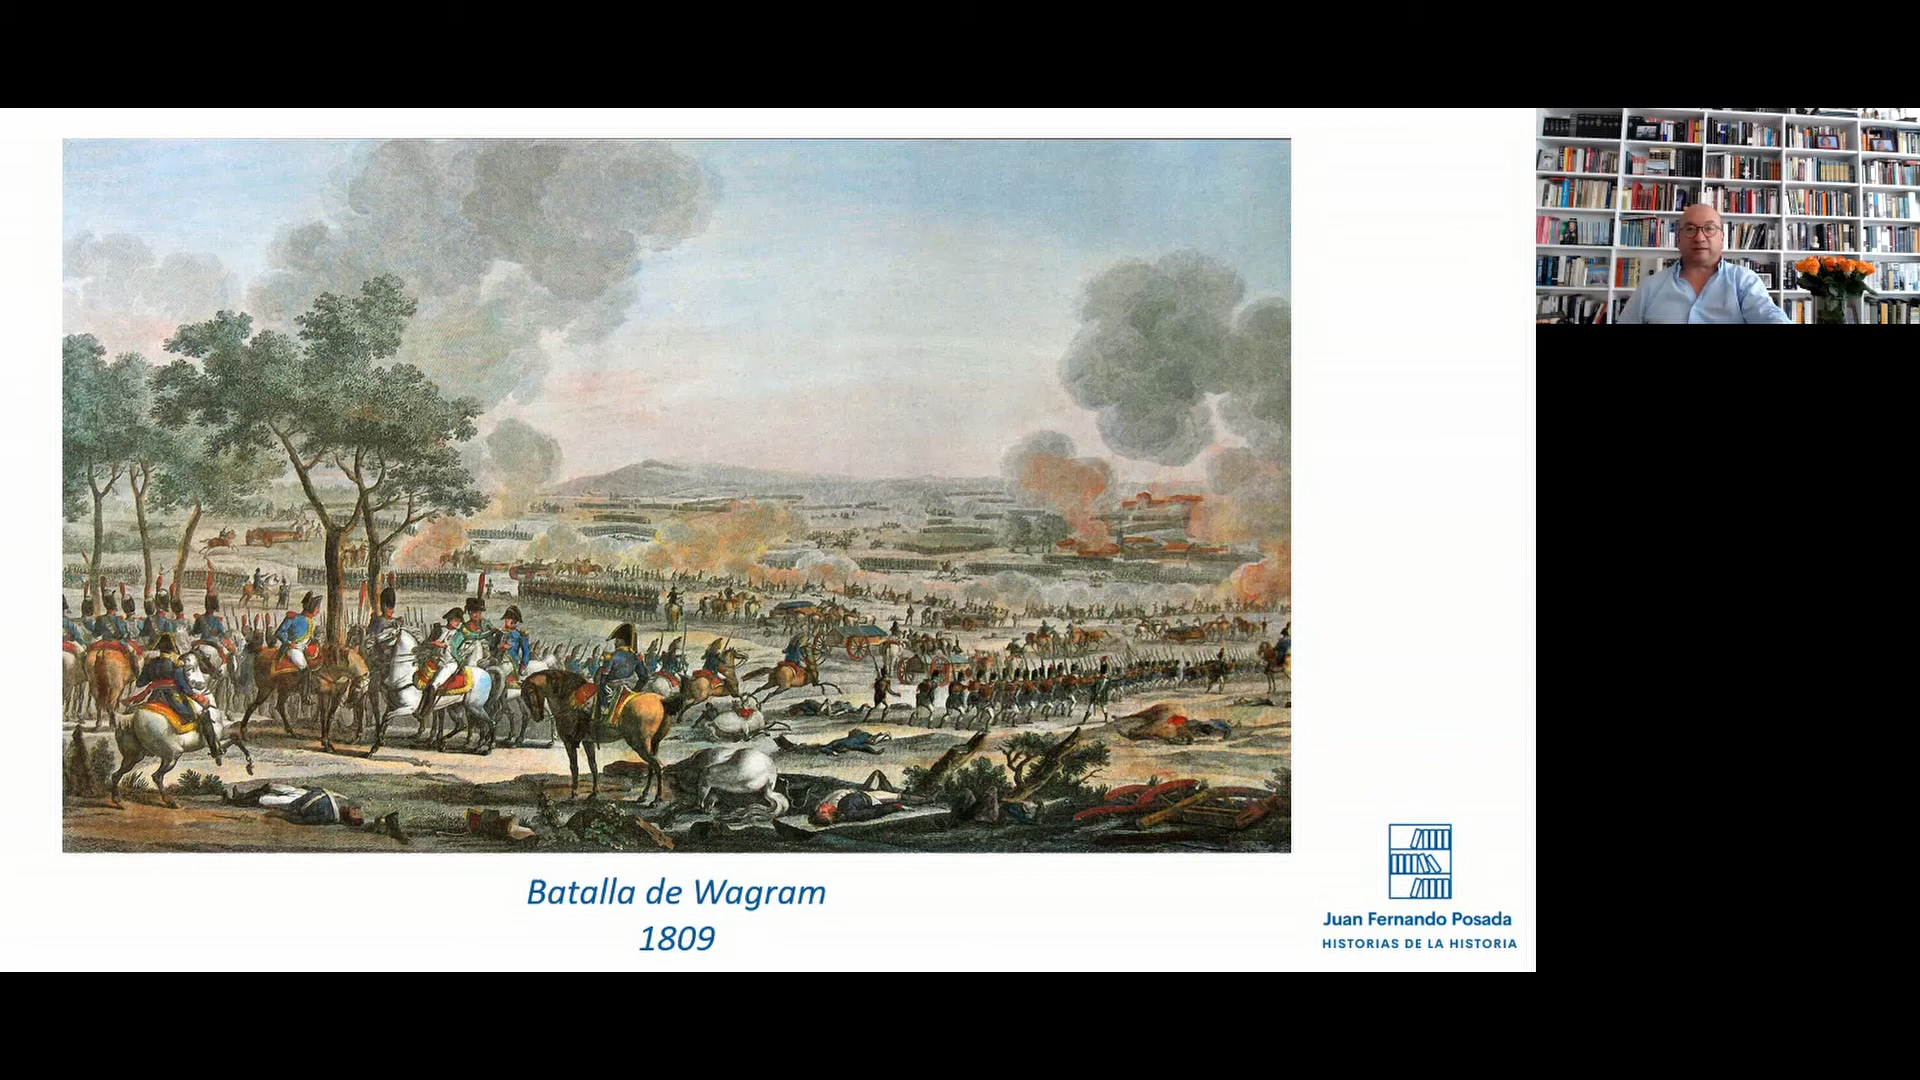 Batalla de Wagram
1809
Juan Fernando Posada
HISTORIAS DE LA HISTORIA